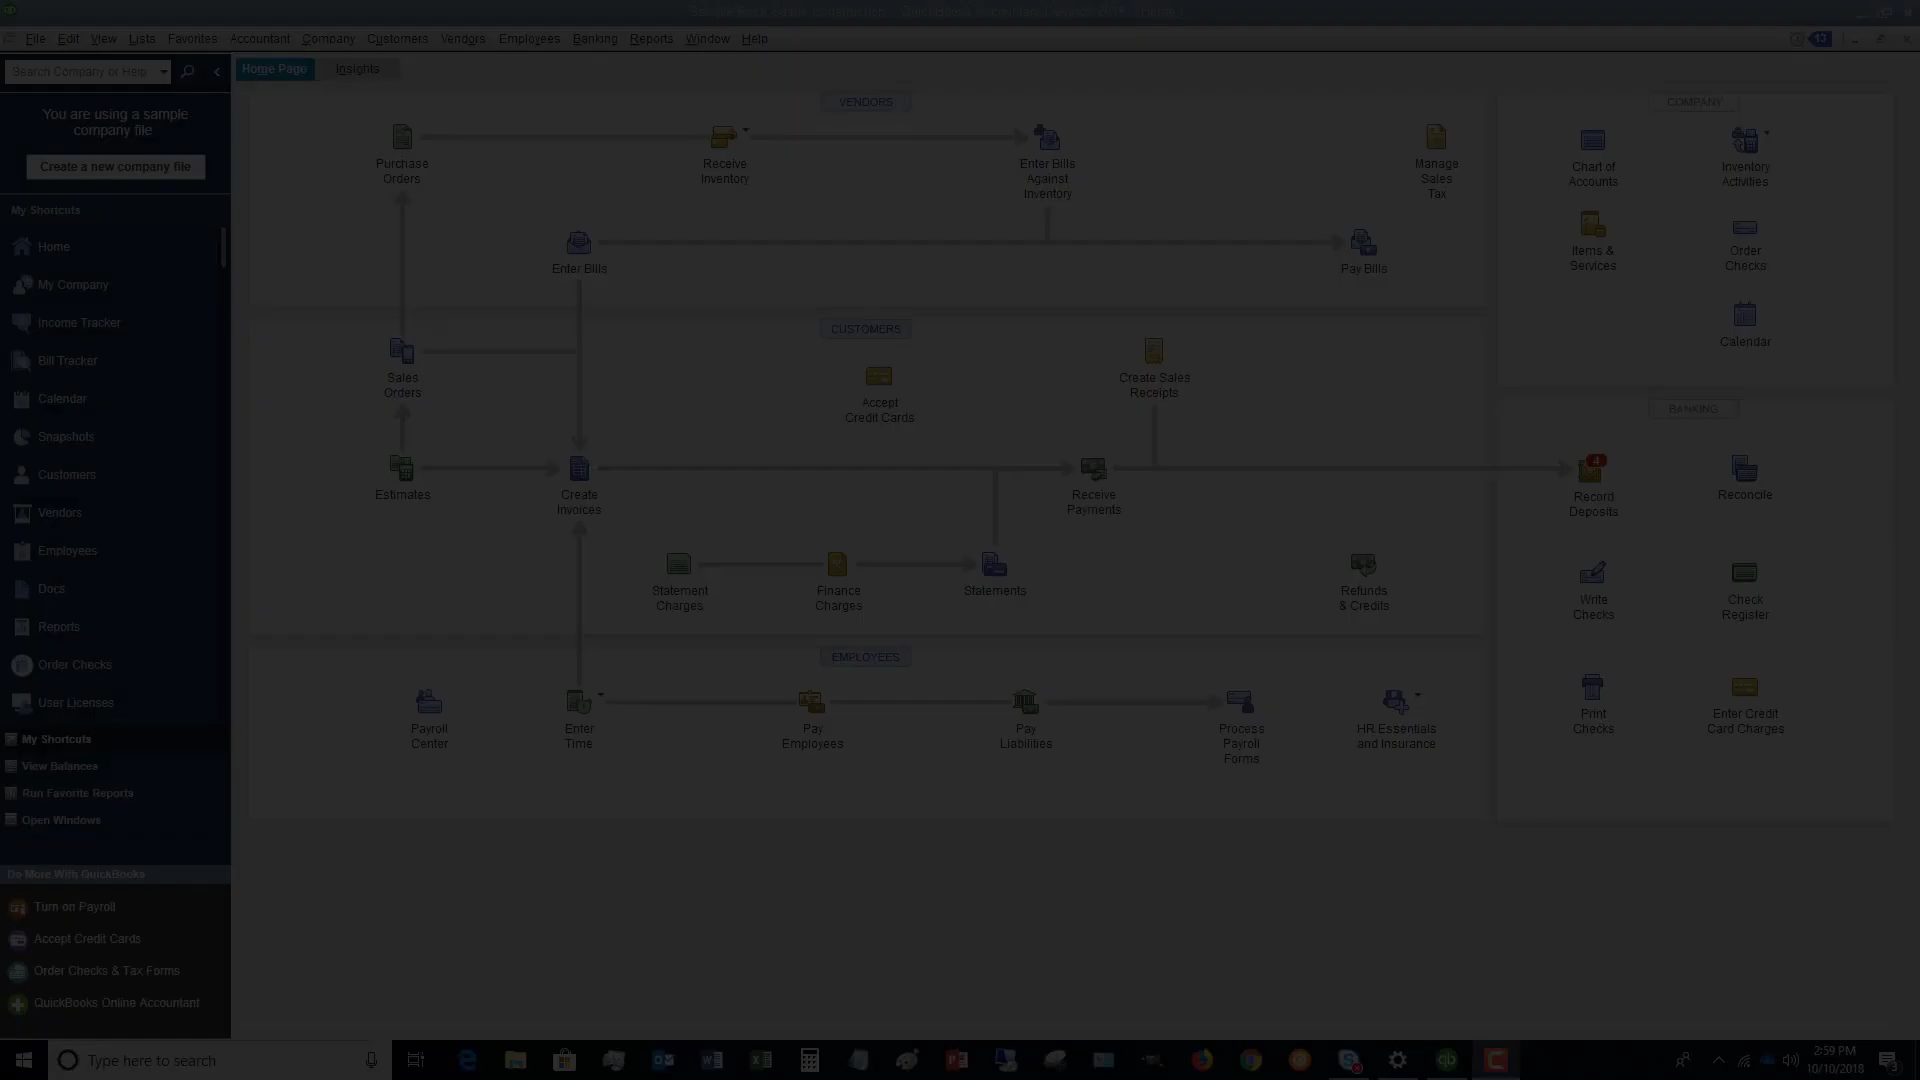 File Edit View Lists Favorites Accountant Company Customers Vendors Employees Banking Reports Window Help
13
Search Company or Help
Home Page Insights
You are using a sample
company file
Create a new company file
My Shortcuts
Home
My Company
Income Tracker
Bill Tracker
Calendar
Snapshots
Customers
Vendors
Employees
Docs
Reports
Order Checks
User Licenses
My Shortcuts
View Balances
Run Favorite Reports
Open Windows
Do More With QuickBooks
Turn on Payroll
Accept Credit Cards
Order Checks & Tax Forms
QuickBooks Online Accountant
VENDORS
Purchase
Orders
Receive
Inventory
Enter Bills
Against
Inventory
Manage
Sales
Tax
Enter Bills
Pay Bills
CUSTOMERS
Sales
Orders
Accept
Credit Cards
Create Sales
Receipts
Estimates
Create
Invoices
Receive
Payments
Statement
Charges
Finance
Charges
Statements
Refunds
& Credits
EMPLOYEES
Payroll
Center
Enter
Time
Pay
Employees
Pay
Liabilities
Process
Payroll
Forms
HR Essentials
and Insurance
COMPANY
Chart of
Accounts
Inventory
Activities
Items &
Services
Order
Checks
Calendar
BANKING
4
Record
Deposits
Reconcile
Write
Checks
Check
Register
Print
Checks
Enter Credit
Card Charges
Type here to search
2:59 PM
10/10/2018